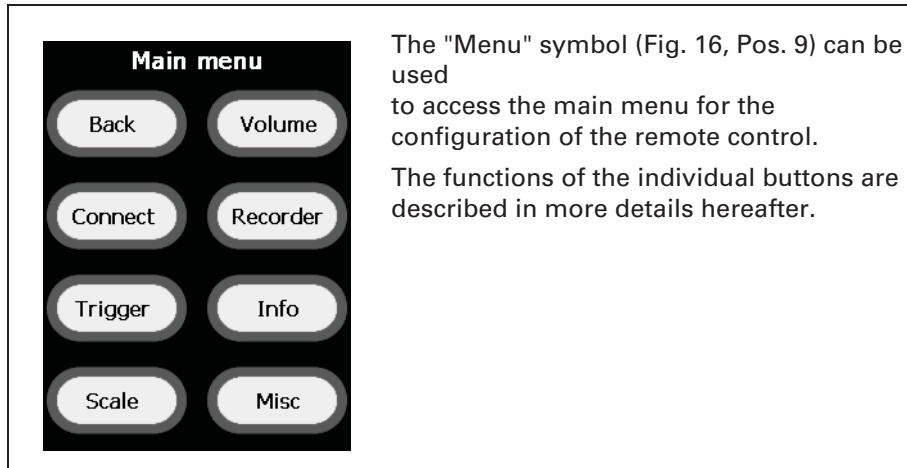 Main menu
Back Volume
Connect Recorder
Trigger Info
Scale Misc
The "Menu" symbol (Fig. 16, Pos. 9) can be
used
to access the main menu for the
configuration of the remote control.
The functions of the individual buttons are
described in more details hereafter.